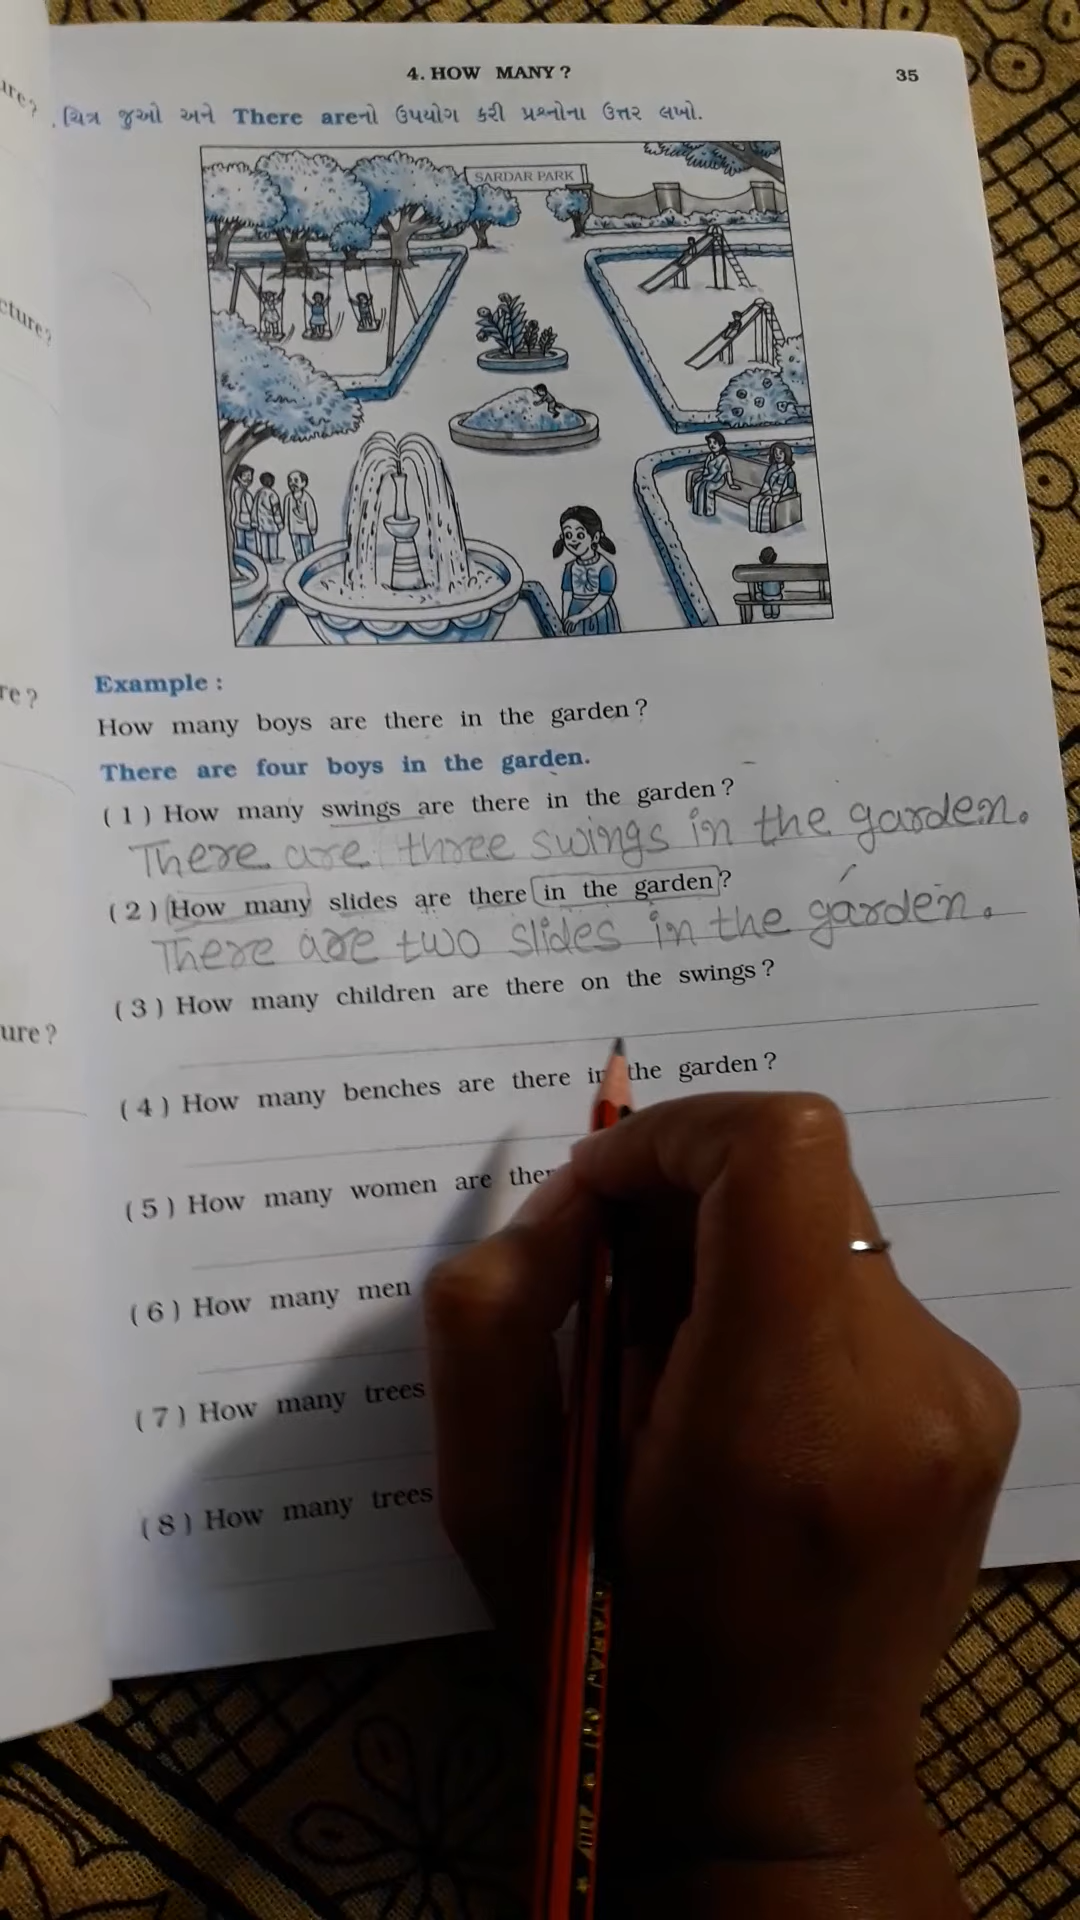 ure?
cture?
re?
ure?
4. HOW MANY ?
35
ચિત્ર જુઓ અને There areનો ઉપયોગ કરી પ્રશ્નોના ઉત્તર લખો.
SARDAR PARK
Example :
How many boys are there in the garden ?
There are four boys in the garden.
( 1 ) How many swings are there in the garden ?
There are three swings in the garden.
( 2 ) How many slides are there in the garden ?
There are two slides in the garden.
( 3 ) How many children are there on the swings ?
( 4 ) How many benches are there in the garden ?
( 5 ) How many women are ther
( 6 ) How many men
( 7 ) How many trees
( 8 ) How many trees